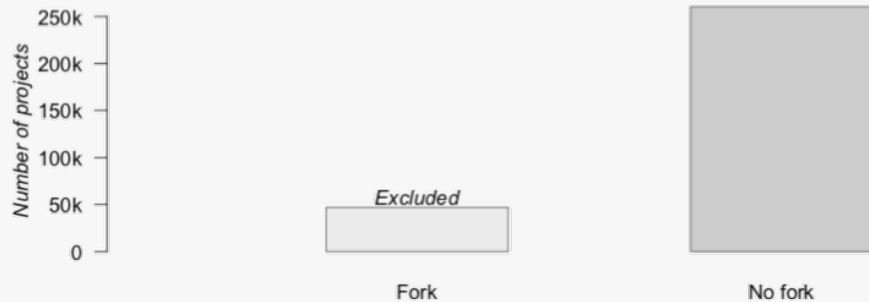 Number of projects
250k
200k
150k
100k
50k
0
Excluded
Fork
No fork